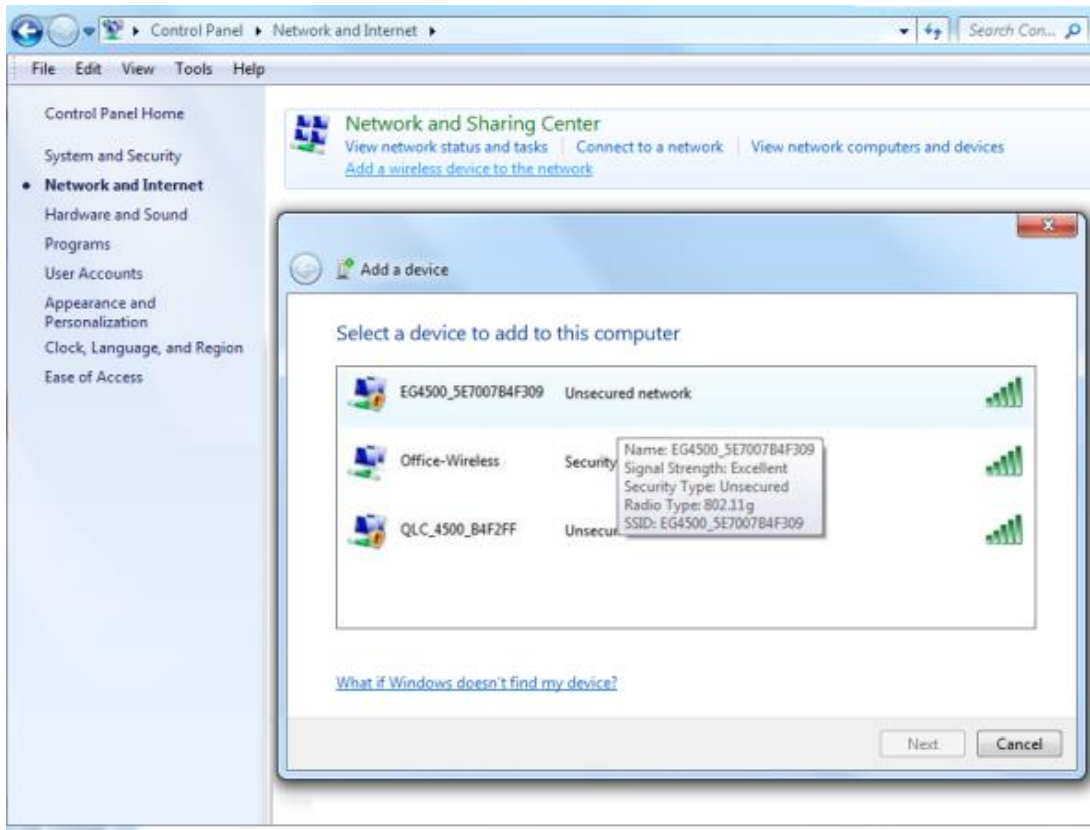 Control Panel ▸ Network and Internet ▸ Search Con...
File Edit View Tools Help
Control Panel Home
System and Security
Network and Internet
Hardware and Sound
Programs
User Accounts
Appearance and
Personalization
Clock, Language, and Region
Ease of Access
Network and Sharing Center
View network status and tasks Connect to a network View network computers and devices
Add a wireless device to the network
Add a device
Select a device to add to this computer
EG4500_5E7007B4F309 Unsecured network
Office-Wireless Security
QLC_4500_B4F2FF Unsecur
Name: EG4500_5E7007B4F309
Signal Strength: Excellent
Security Type: Unsecured
Radio Type: 802.11g
SSID: EG4500_5E7007B4F309
What if Windows doesn't find my device?
Next Cancel